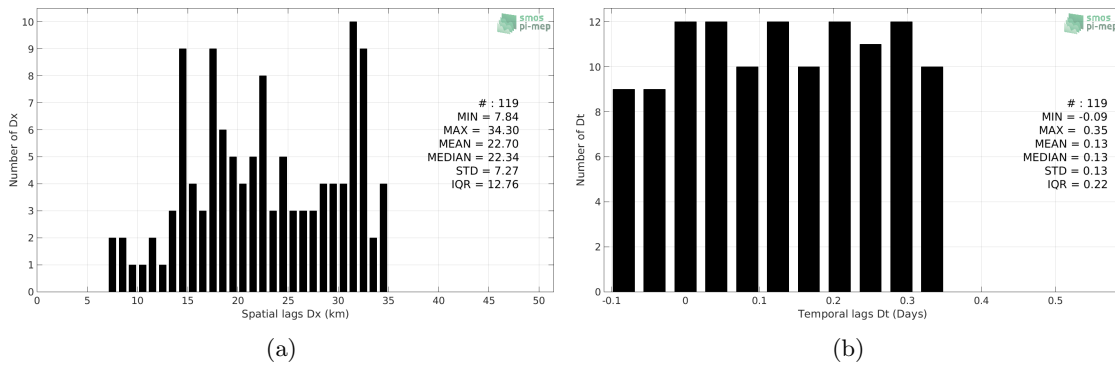 10
9
8
7
6
5
4
3
2
1
0
Number of Dx
smos
pi-mep
# : 119
MIN = 7.84
MAX = 34.30
MEAN = 22.70
MEDIAN = 22.34
STD = 7.27
IQR = 12.76
0 5 10 15 20 25 30 35 40 45 50
Spatial lags Dx (km)
(a)
12
10
8
6
4
2
0
Number of Dt
smos
pi-mep
# : 119
MIN = -0.09
MAX = 0.35
MEAN = 0.13
MEDIAN = 0.13
STD = 0.13
IQR = 0.22
-0.1 0 0.1 0.2 0.3 0.4 0.5
Temporal lags Dt (Days)
(b)